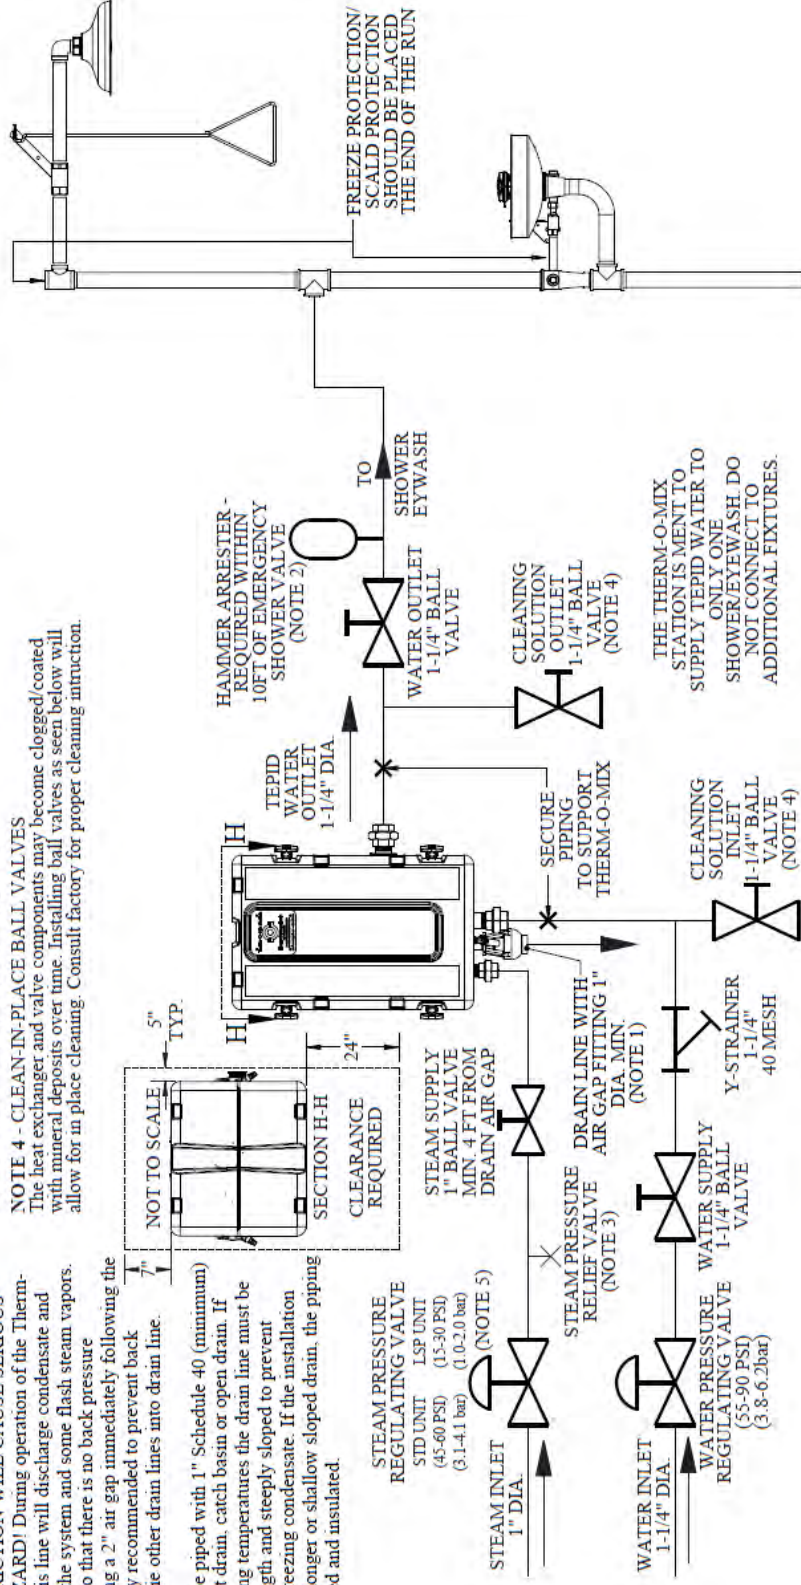 UCTION WILL CAUSE SERIOUS
ZARD! During operation of the Therm-
is line will discharge condensate and
the system and some flash steam vapors.
o that there is no back pressure
ng a 2" air gap immediately following the
y recommended to prevent back
ie other drain lines into drain line.
e piped with 1" Schedule 40 (minimum)
t drain, catch basin or open drain. If
ng temperatures the drain line must be
gth and steeply sloped to prevent
reezing condensate. If the installation
onger or shallow sloped drain, the piping
d and insulated.
NOTE 4 - CLEAN-IN-PLACE BALL VALVES
The heat exchanger and valve components may become clogged/coated
with mineral deposits over time. Installing ball valves as seen below will
allow for in place cleaning. Consult factory for proper cleaning intruction.
7"
NOT TO SCALE
5"
TYP.
SECTION H-H
24"
CLEARANCE
REQUIRED
H
H
TEPID
WATER
OUTLET
1-1/4" DIA.
HAMMER ARRESTER -
REQUIRED WITHIN
10FT OF EMERGENCY
SHOWER VALVE
(NOTE 2)
TO
SHOWER
EYWASH
FREEZE PROTECTION/
SCALD PROTECTION
SHOULD BE PLACED
THE END OF THE RUN
WATER OUTLET
1-1/4" BALL
VALVE
CLEANING
SOLUTION
OUTLET
1-1/4" BALL
VALVE
(NOTE 4)
SECURE
PIPING
TO SUPPORT
THERM-O-MIX
STEAM SUPPLY
1" BALL VALVE
MIN. 4 FT FROM
DRAIN AIR GAP
STEAM PRESSURE
REGULATING VALVE
STD UNIT LSP UNIT
(45-60 PSI) (15-30 PSI)
(3.1-4.1 bar) (1.0-2.0 bar)
(NOTE 5)
STEAM INLET
1" DIA.
STEAM PRESSURE
RELIEF VALVE
(NOTE 3)
DRAIN LINE WITH
AIR GAP FITTING 1"
DIA. MIN.
(NOTE 1)
WATER INLET
1-1/4" DIA.
WATER PRESSURE
REGULATING VALVE
(55-90 PSI)
(3.8-6.2bar)
WATER SUPPLY
1-1/4" BALL
VALVE
Y-STRAINER
1-1/4"
40 MESH
CLEANING
SOLUTION
INLET
1-1/4" BALL
VALVE
(NOTE 4)
THE THERM-O-MIX
STATION IS MENT TO
SUPPLY TEPID WATER TO
ONLY ONE
SHOWER/EYEWASH. DO
NOT CONNECT TO
ADDITIONAL FIXTURES.